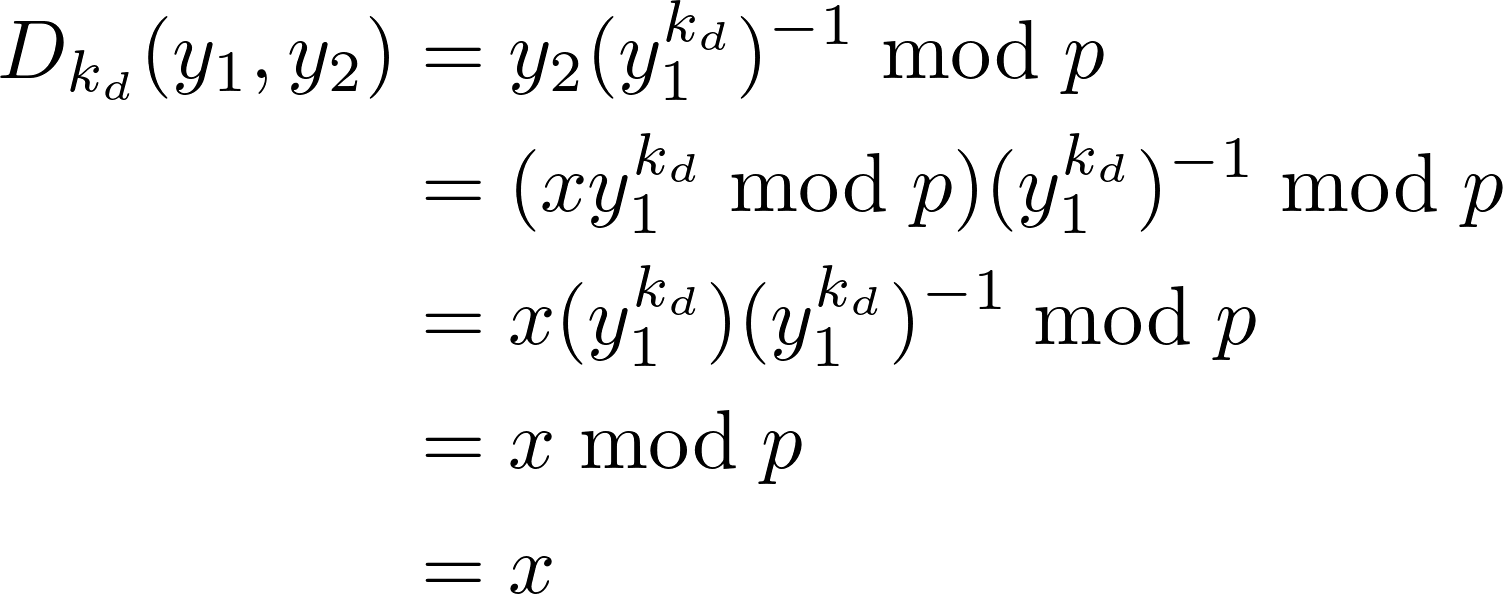 D_{k_d}(y_1, y_2) = y_2(y_1^{k_d})^{-1} mod p
= (xy_1^{k_d} mod p)(y_1^{k_d})^{-1} mod p
= x(y_1^{k_d})(y_1^{k_d})^{-1} mod p
= x mod p
= x